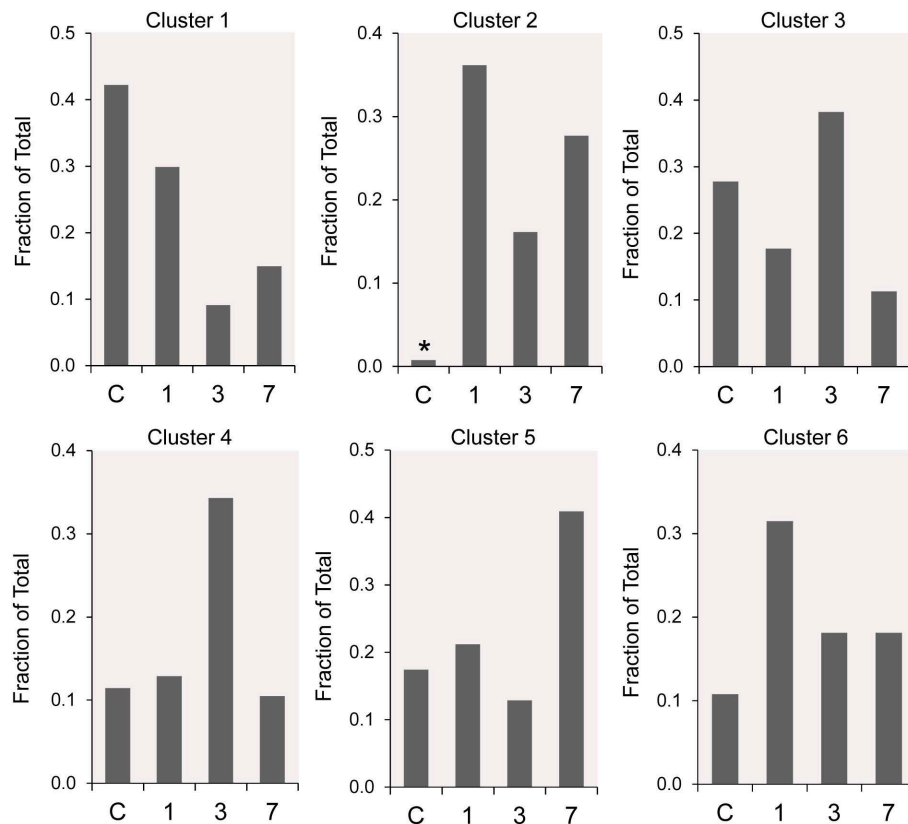 Cluster 1
Fraction of Total
0.5
0.4
0.3
0.2
0.1
0.0
C 1 3 7
Cluster 2
Fraction of Total
0.4
0.3
0.2
0.1
0.0
*
C 1 3 7
Cluster 3
Fraction of Total
0.5
0.4
0.3
0.2
0.1
0.0
C 1 3 7
Cluster 4
Fraction of Total
0.4
0.3
0.2
0.1
0.0
C 1 3 7
Cluster 5
Fraction of Total
0.5
0.4
0.3
0.2
0.1
0.0
C 1 3 7
Cluster 6
Fraction of Total
0.4
0.3
0.2
0.1
0.0
C 1 3 7